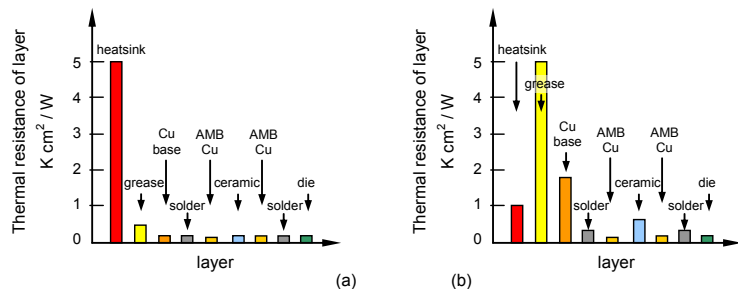 Thermal resistance of layer
K cm2 / W
5
4
3
2
1
0
heatsink
grease
Cu
base
solder
AMB
Cu
ceramic
AMB
Cu
solder
die
layer
(a)
Thermal resistance of layer
K cm2 / W
5
4
3
2
1
0
heatsink
grease
Cu
base
solder
AMB
Cu
ceramic
AMB
Cu
solder
die
layer
(b)